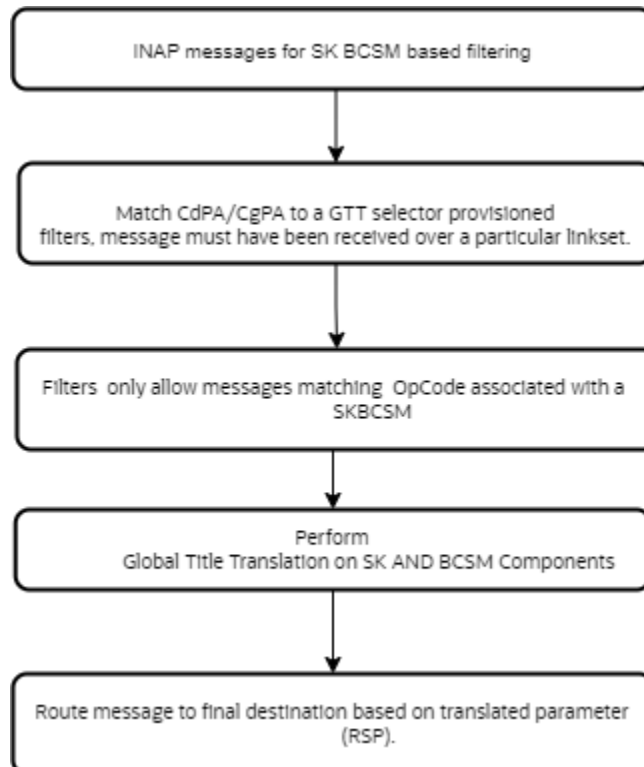 INAP messages for SK BCSM based filtering
Match CdPA/CgPA to a GTT selector provisioned
filters, message must have been received over a particular linkset.
Filters only allow messages matching OpCode associated with a
SKBCSM
Perform
Global Title Translation on SK AND BCSM Components
Route message to final destination based on translated parameter
(RSP).